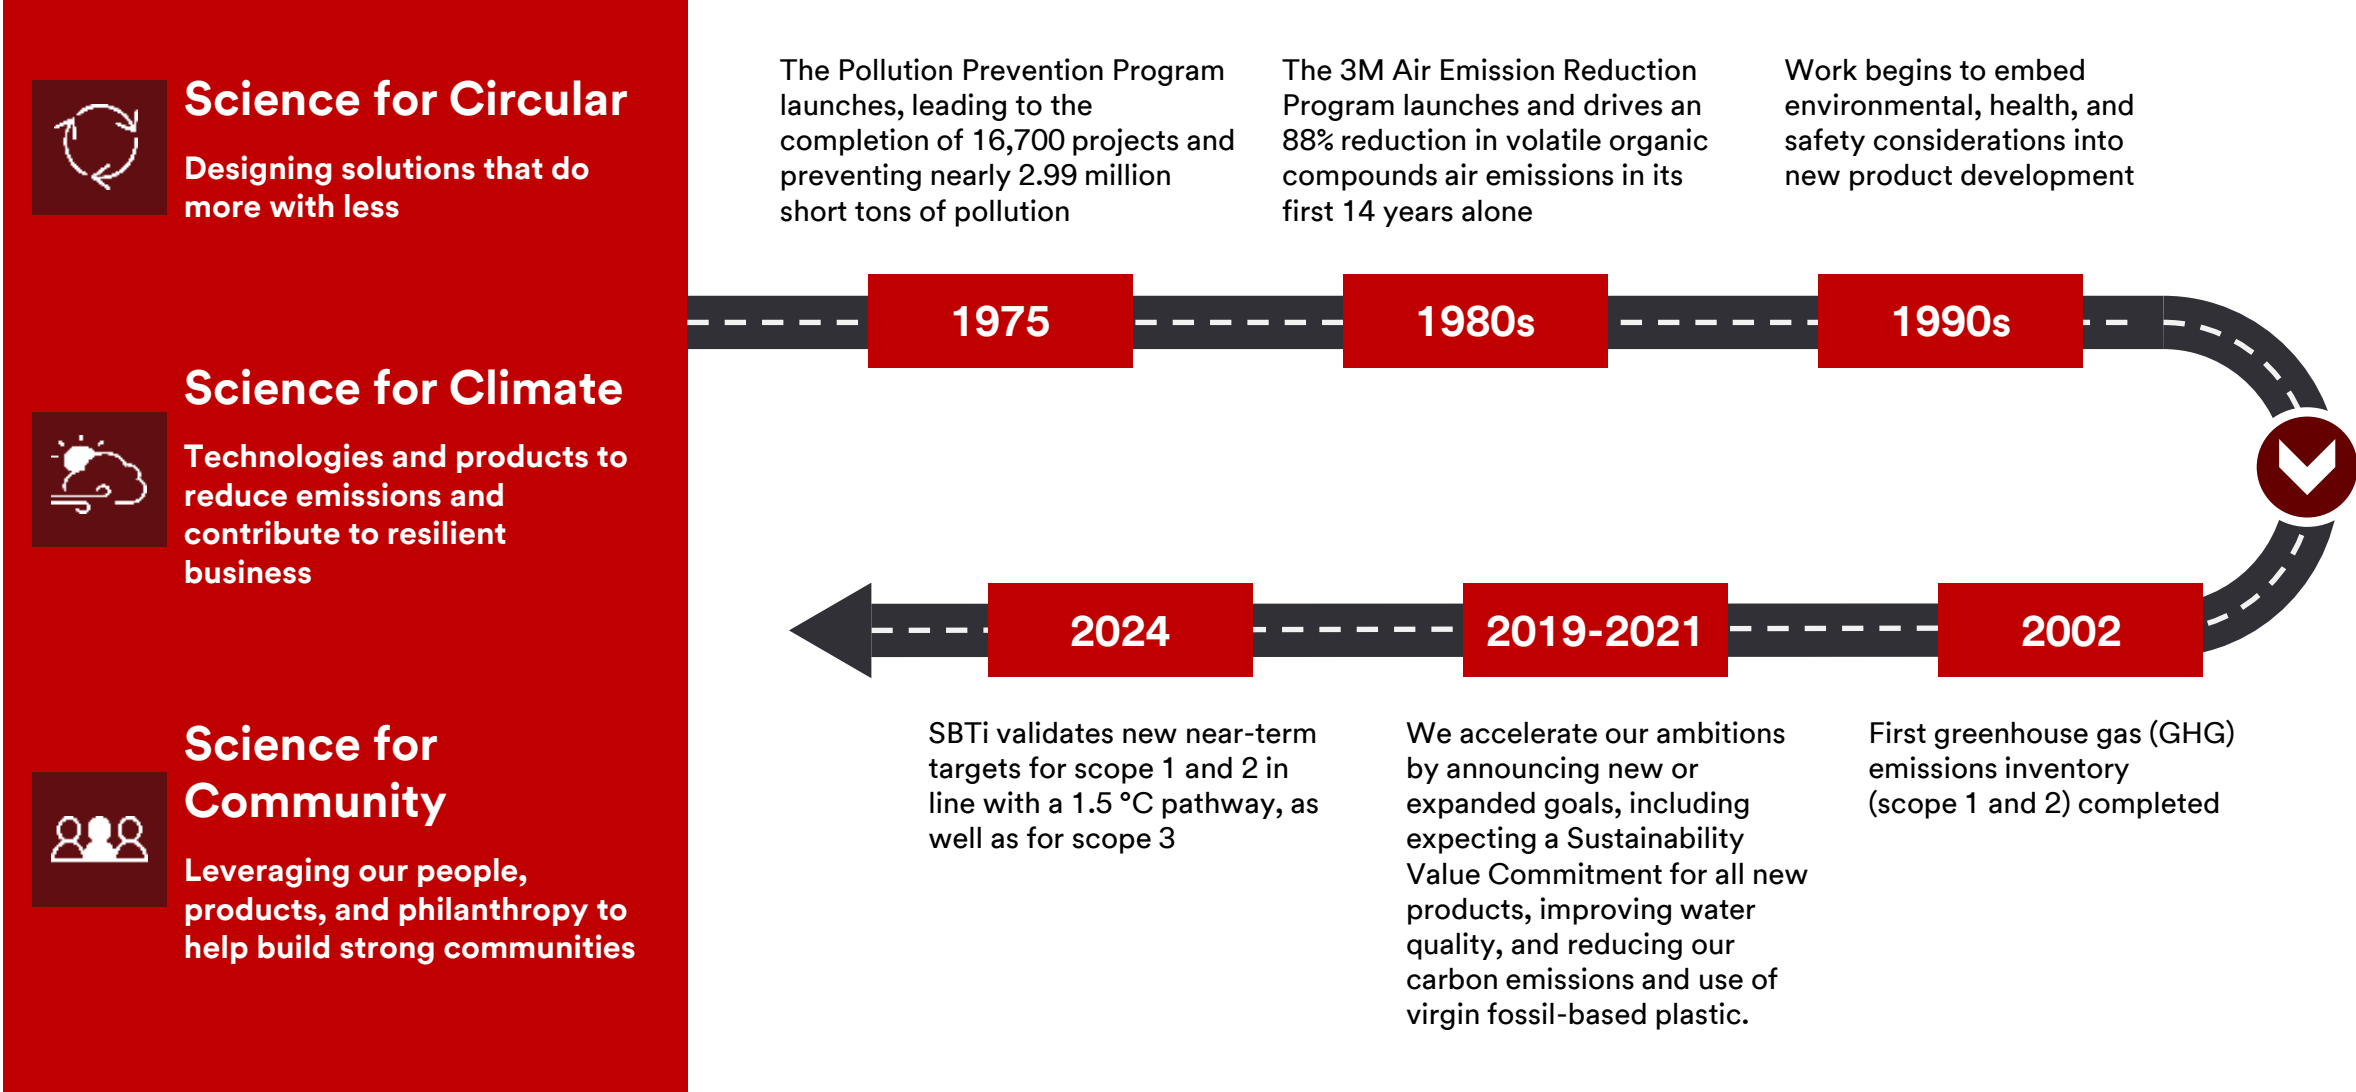 Science for Circular
Designing solutions that do
more with less
Science for Climate
Technologies and products to
reduce emissions and
contribute to resilient
business
Science for
Community
Leveraging our people,
products, and philanthropy to
help build strong communities
The Pollution Prevention Program
launches, leading to the
completion of 16,700 projects and
preventing nearly 2.99 million
short tons of pollution
The 3M Air Emission Reduction
Program launches and drives an
88% reduction in volatile organic
compounds air emissions in its
first 14 years alone
Work begins to embed
environmental, health, and
safety considerations into
new product development
1975
1980s
1990s
2002
First greenhouse gas (GHG)
emissions inventory
(scope 1 and 2) completed
2019-2021
We accelerate our ambitions
by announcing new or
expanded goals, including
expecting a Sustainability
Value Commitment for all new
products, improving water
quality, and reducing our
carbon emissions and use of
virgin fossil-based plastic.
2024
SBTi validates new near-term
targets for scope 1 and 2 in
line with a 1.5 °C pathway, as
well as for scope 3